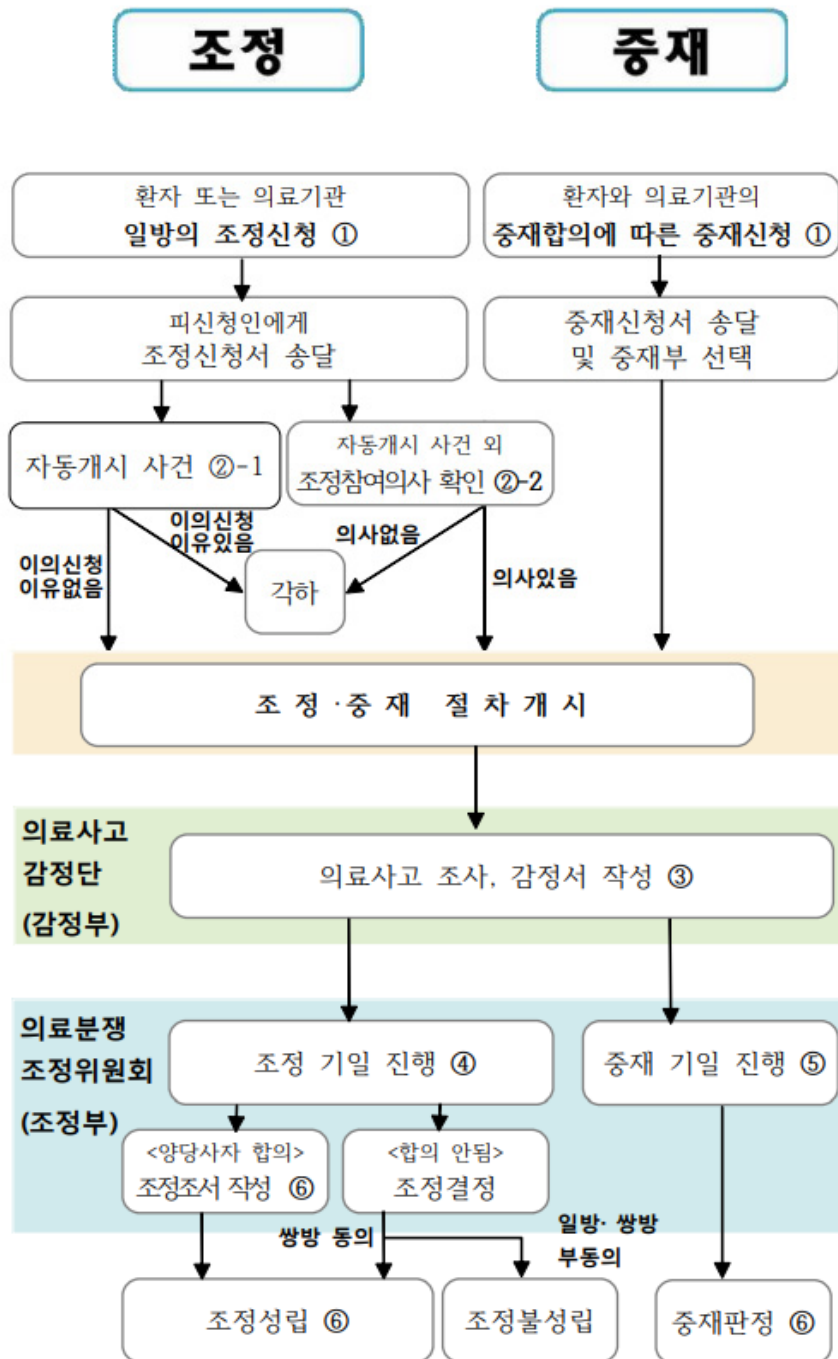 조정
중재
환자 또는 의료기관
일방의 조정신청 ①
환자와 의료기관의
중재합의에 따른 중재신청 ①
피신청인에게
조정신청서 송달
중재신청서 송달
및 중재부 선택
자동개시 사건 ②-1
자동개시 사건 외
조정참여의사 확인 ②-2
이의신청
이유없음
이의신청
이유있음
각하
의사없음
의사있음
조 정 · 중 재 절 차 개 시
의료사고
감정단
(감정부)
의료사고 조사, 감정서 작성 ③
의료분쟁
조정위원회
(조정부)
조정 기일 진행 ④
중재 기일 진행 ⑤
<양당사자 합의>
조정조서 작성 ⑥
<합의 안됨>
조정결정
쌍방 동의
일방· 쌍방
부동의
조정성립 ⑥
조정불성립
중재판정 ⑥